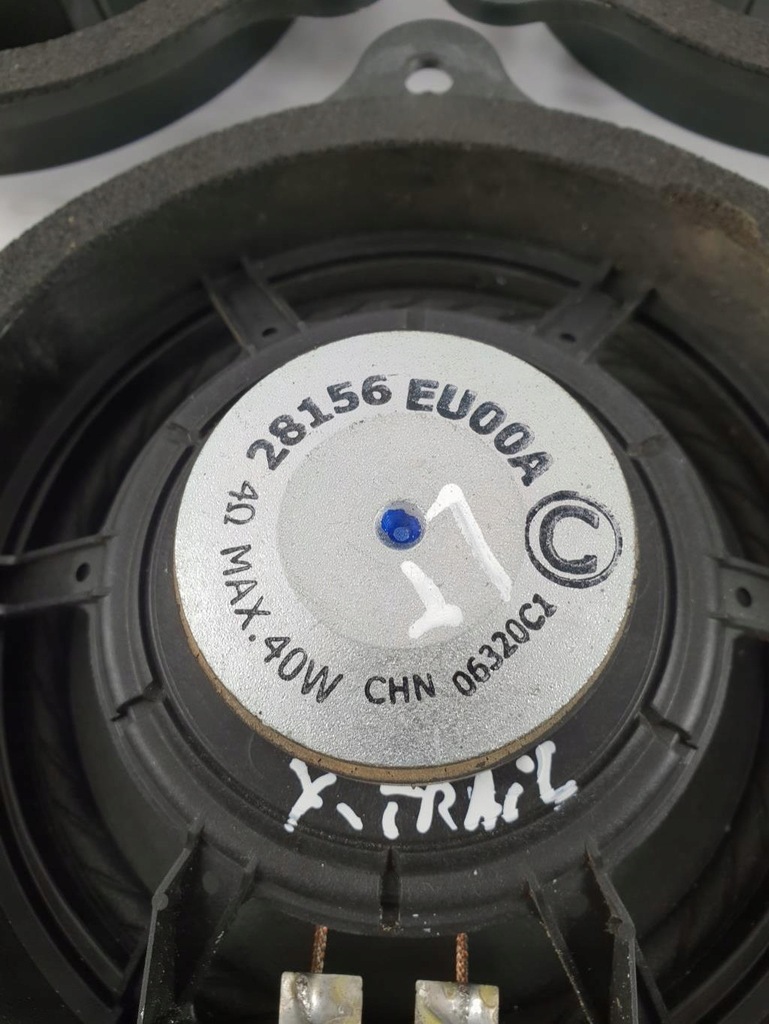 28156 EU00A
C
4Ω MAX. 40W
CHN 06320C1
17
X-TRAIL